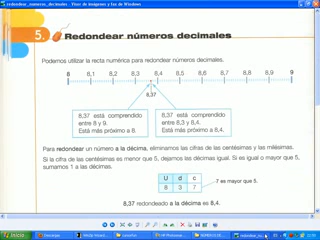 redondear_numeros_decimales. - Visor de imágenes y fax de Windows
5. Redondear números decimales
Podemos utilizar la recta numérica para redondear números decimales.
8 8,1 8,2 8,3 8,4 8,5 8,6 8,7 8,8 8,9 9
8,37
8,37 está comprendido
entre 8 y 9.
Está más próximo a 8.
8,37 está comprendido
entre 8,3 y 8,4.
Está más próximo a 8,4.
Para redondear un número a la décima, eliminamos las cifras de las centésimas y las milésimas.
Si la cifra de las centésimas es menor que 5, dejamos las décimas igual. Si es igual o mayor que 5,
sumamos 1 a las décimas.
U d c
8 3 7
7 es mayor que 5.
8,37 redondeado a la décima es 8,4.
Inicio